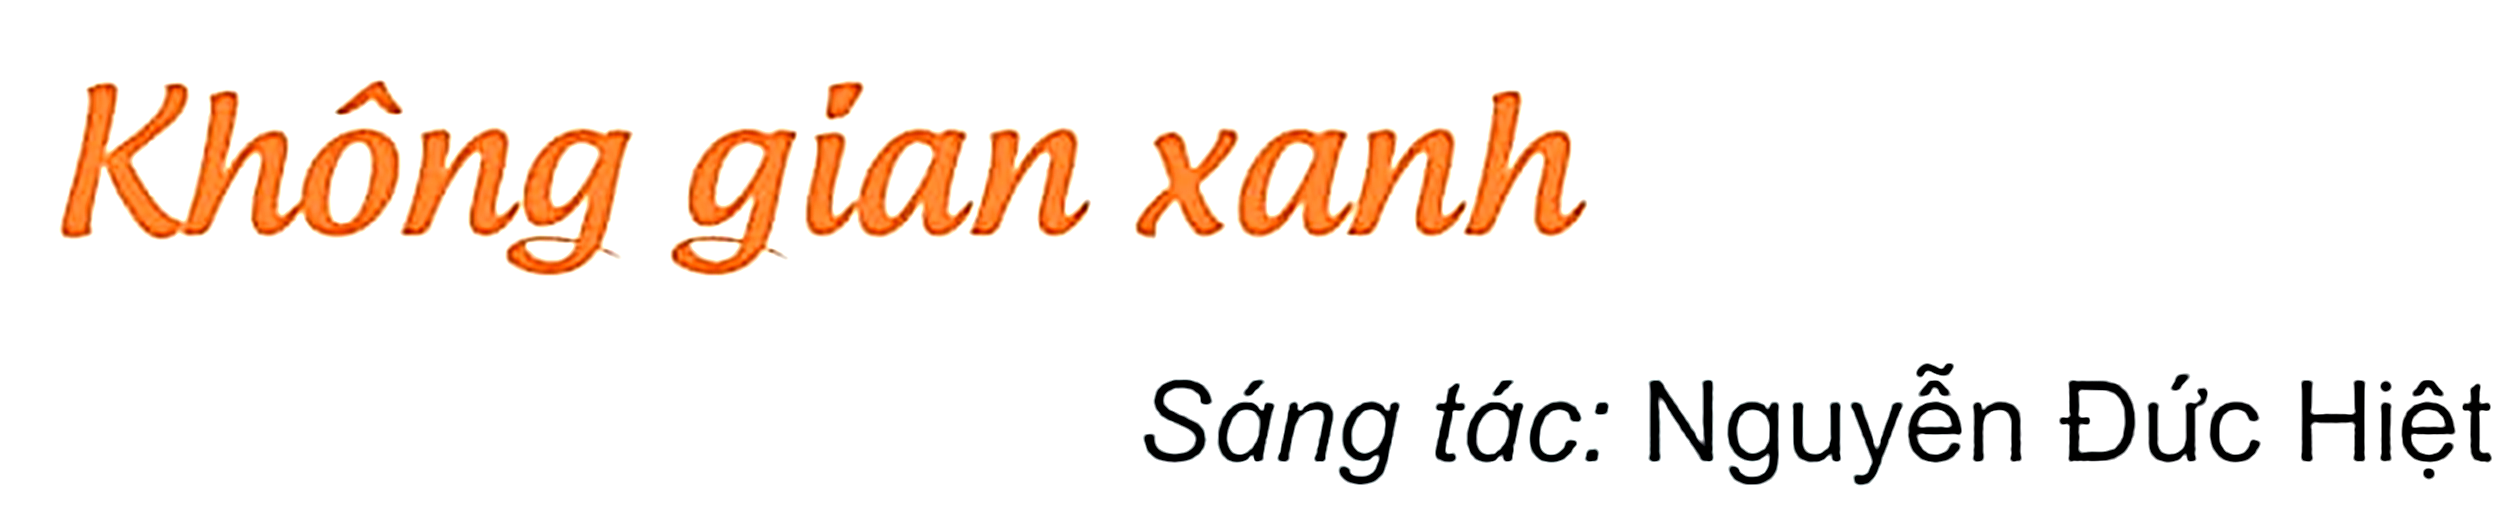 Không gian xanh
Sáng tác: Nguyễn Đức Hiệt